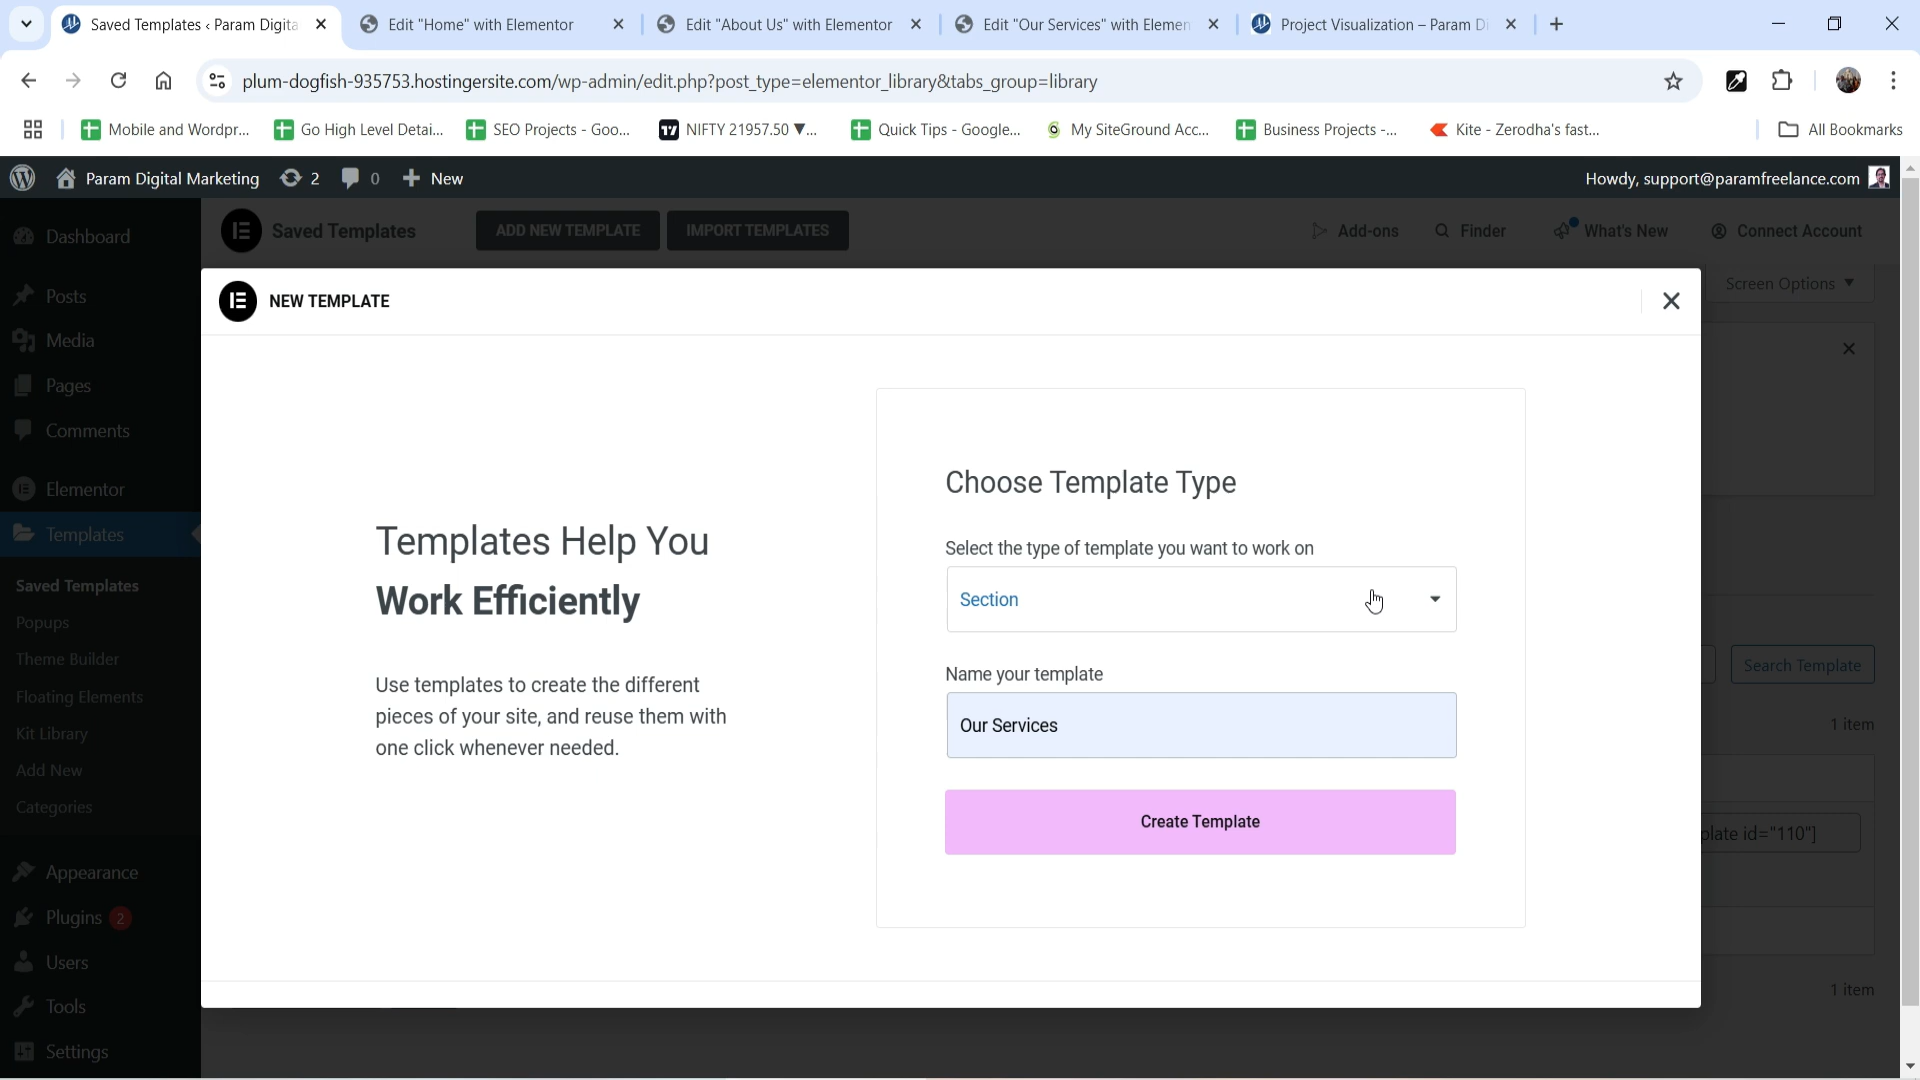 Saved Templates ‹ Param Digita
Edit "Home" with Elementor
Edit "About Us" with Elementor
Edit "Our Services" with Elemen
Project Visualization – Param Di
plum-dogfish-935753.hostingersite.com/wp-admin/edit.php?post_type=elementor_library&tabs_group=library
Mobile and Wordpr...
Go High Level Detai...
SEO Projects - Goo...
NIFTY 21957.50 ▼...
Quick Tips - Google...
My SiteGround Acc...
Business Projects -...
Kite - Zerodha's fast...
All Bookmarks
Param Digital Marketing
2
0
New
Howdy, support@paramfreelance.com
Dashboard
Posts
Media
Pages
Comments
Elementor
Templates
Saved Templates
Popups
Theme Builder
Floating Elements
Kit Library
Add New
Categories
Appearance
Plugins 2
Users
Tools
Settings
Saved Templates
ADD NEW TEMPLATE
IMPORT TEMPLATES
Add-ons
Finder
What's New
Connect Account
Screen Options ▼
NEW TEMPLATE
Templates Help You
Work Efficiently
Use templates to create the different
pieces of your site, and reuse them with
one click whenever needed.
Choose Template Type
Select the type of template you want to work on
Section
Name your template
Our Services
Create Template
Search Template
1 item
plate id="110"]
1 item